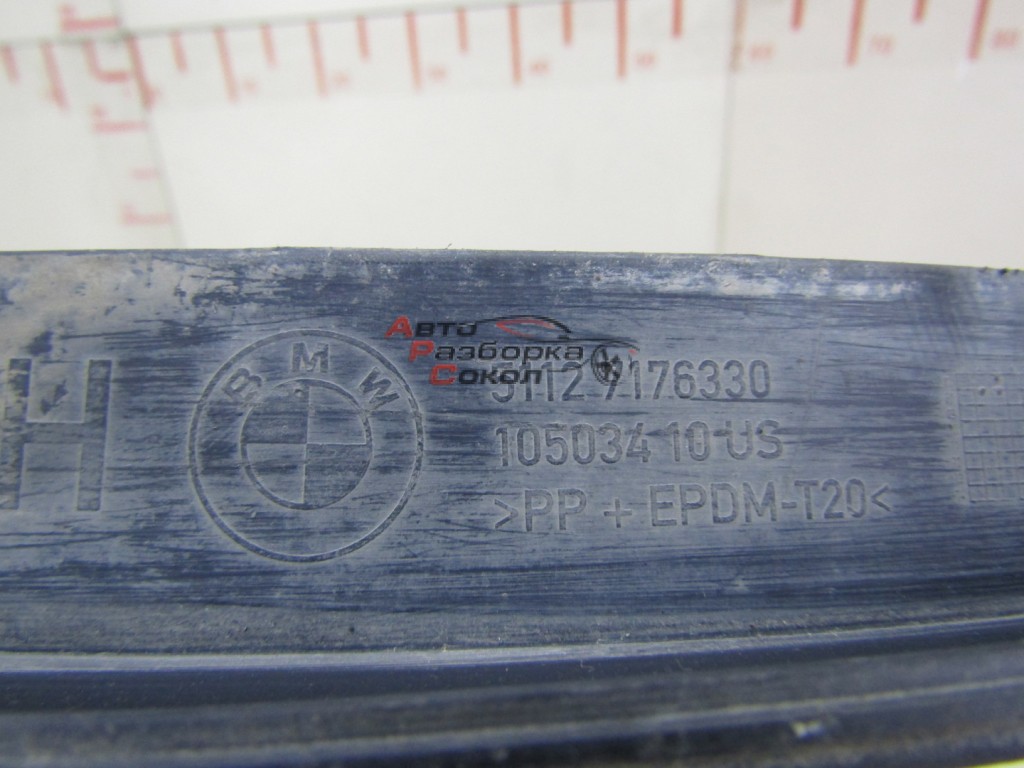 Авто
Разборка
Сокол
H
BMW
5112 7176330
105034 10 US
>PP + EPDM-T20<